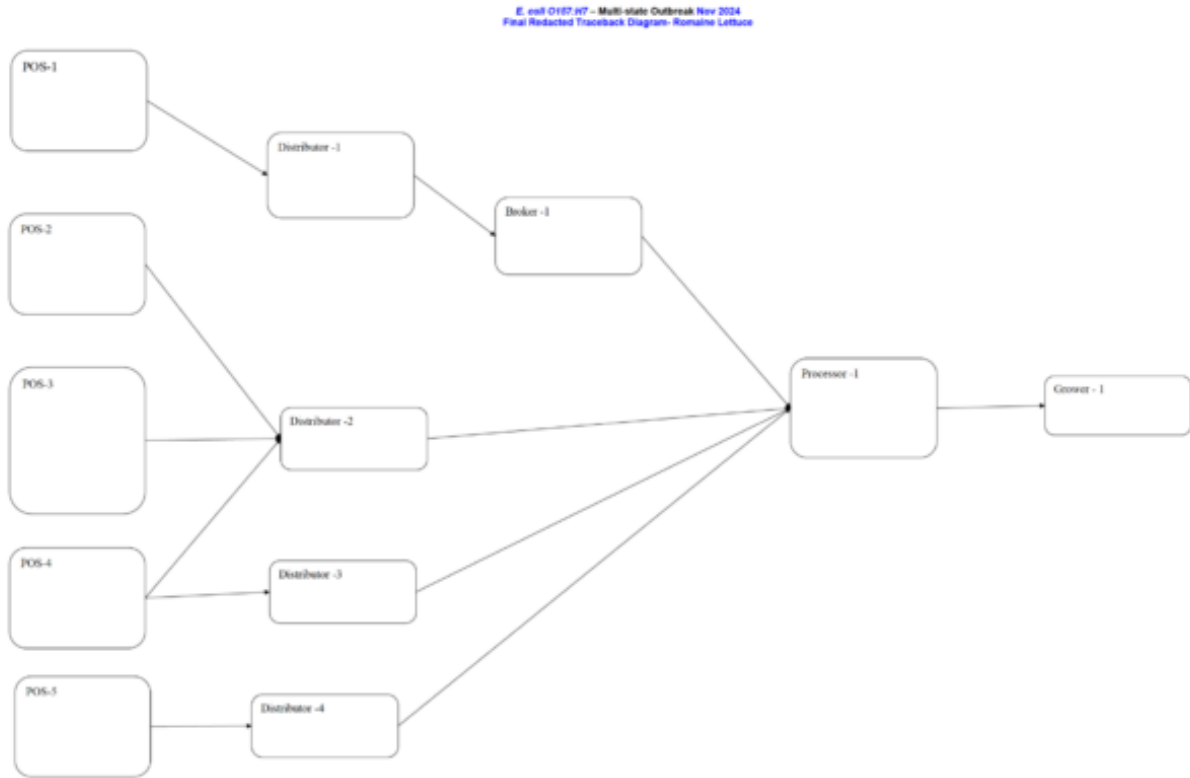 E. coli O157:H7 – Multi-state Outbreak Nov 2024
Final Redacted Traceback Diagram- Romaine Lettuce
POS-1
Distributor -1
POS-2
Broker -1
Processor -1
POS-3
Grower - 1
Distributor -2
POS-4
Distributor -3
POS-5
Distributor -4